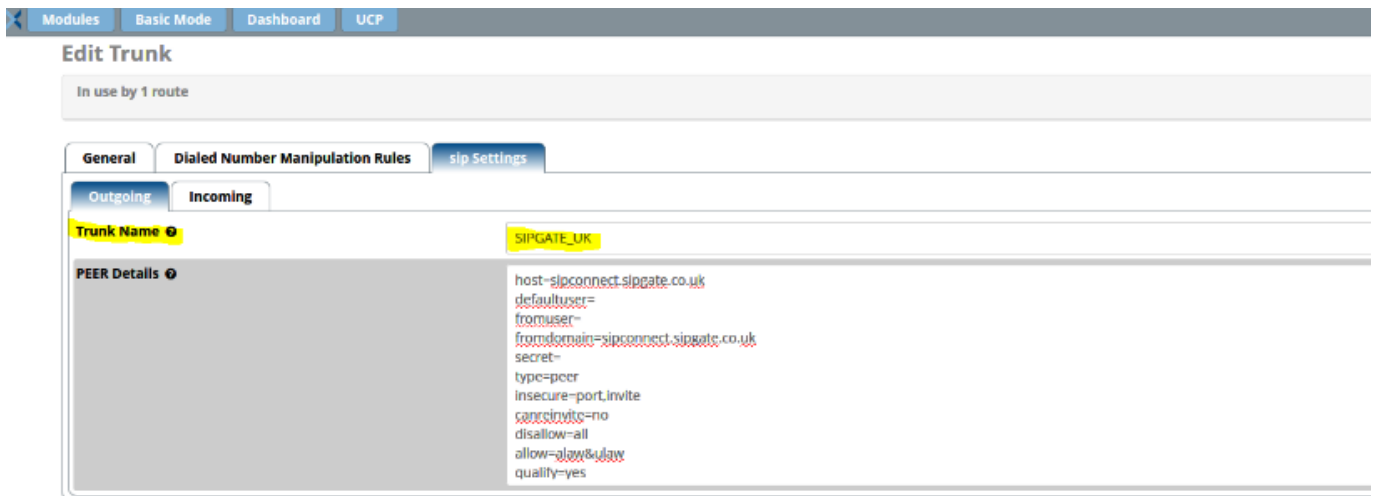 Modules Basic Mode Dashboard UCP
Edit Trunk
In use by 1 route
General Dialed Number Manipulation Rules sip Settings
Outgoing Incoming
Trunk Name SIPGATE_UK
PEER Details
host=sipconnect.sipgate.co.uk
defaultuser=
fromuser=
fromdomain=sipconnect.sipgate.co.uk
secret=
type=peer
insecure=port,invite
canreinvite=no
disallow=all
allow=alaw&ulaw
qualify=yes